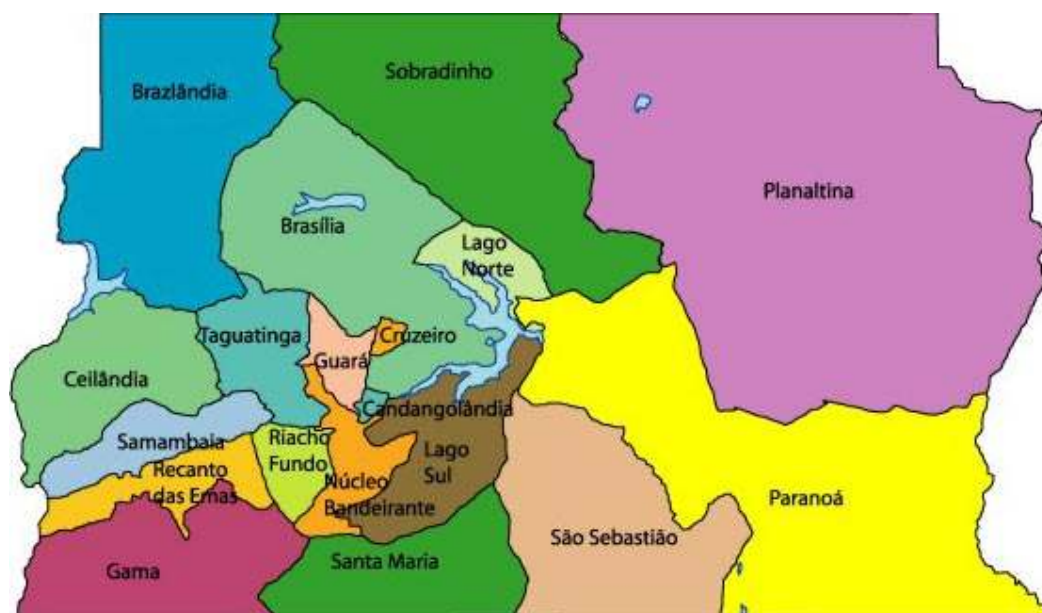 Sobradinho
Brazlândia
Planaltina
Brasília
Lago
Norte
Taguatinga
Cruzeiro
Guará
Ceilândia
Candangolândia
Samambaia
Riacho
Fundo
Lago
Sul
Recanto
das Emas
Núcleo
Bandeirante
Paranoá
São Sebastião
Santa Maria
Gama